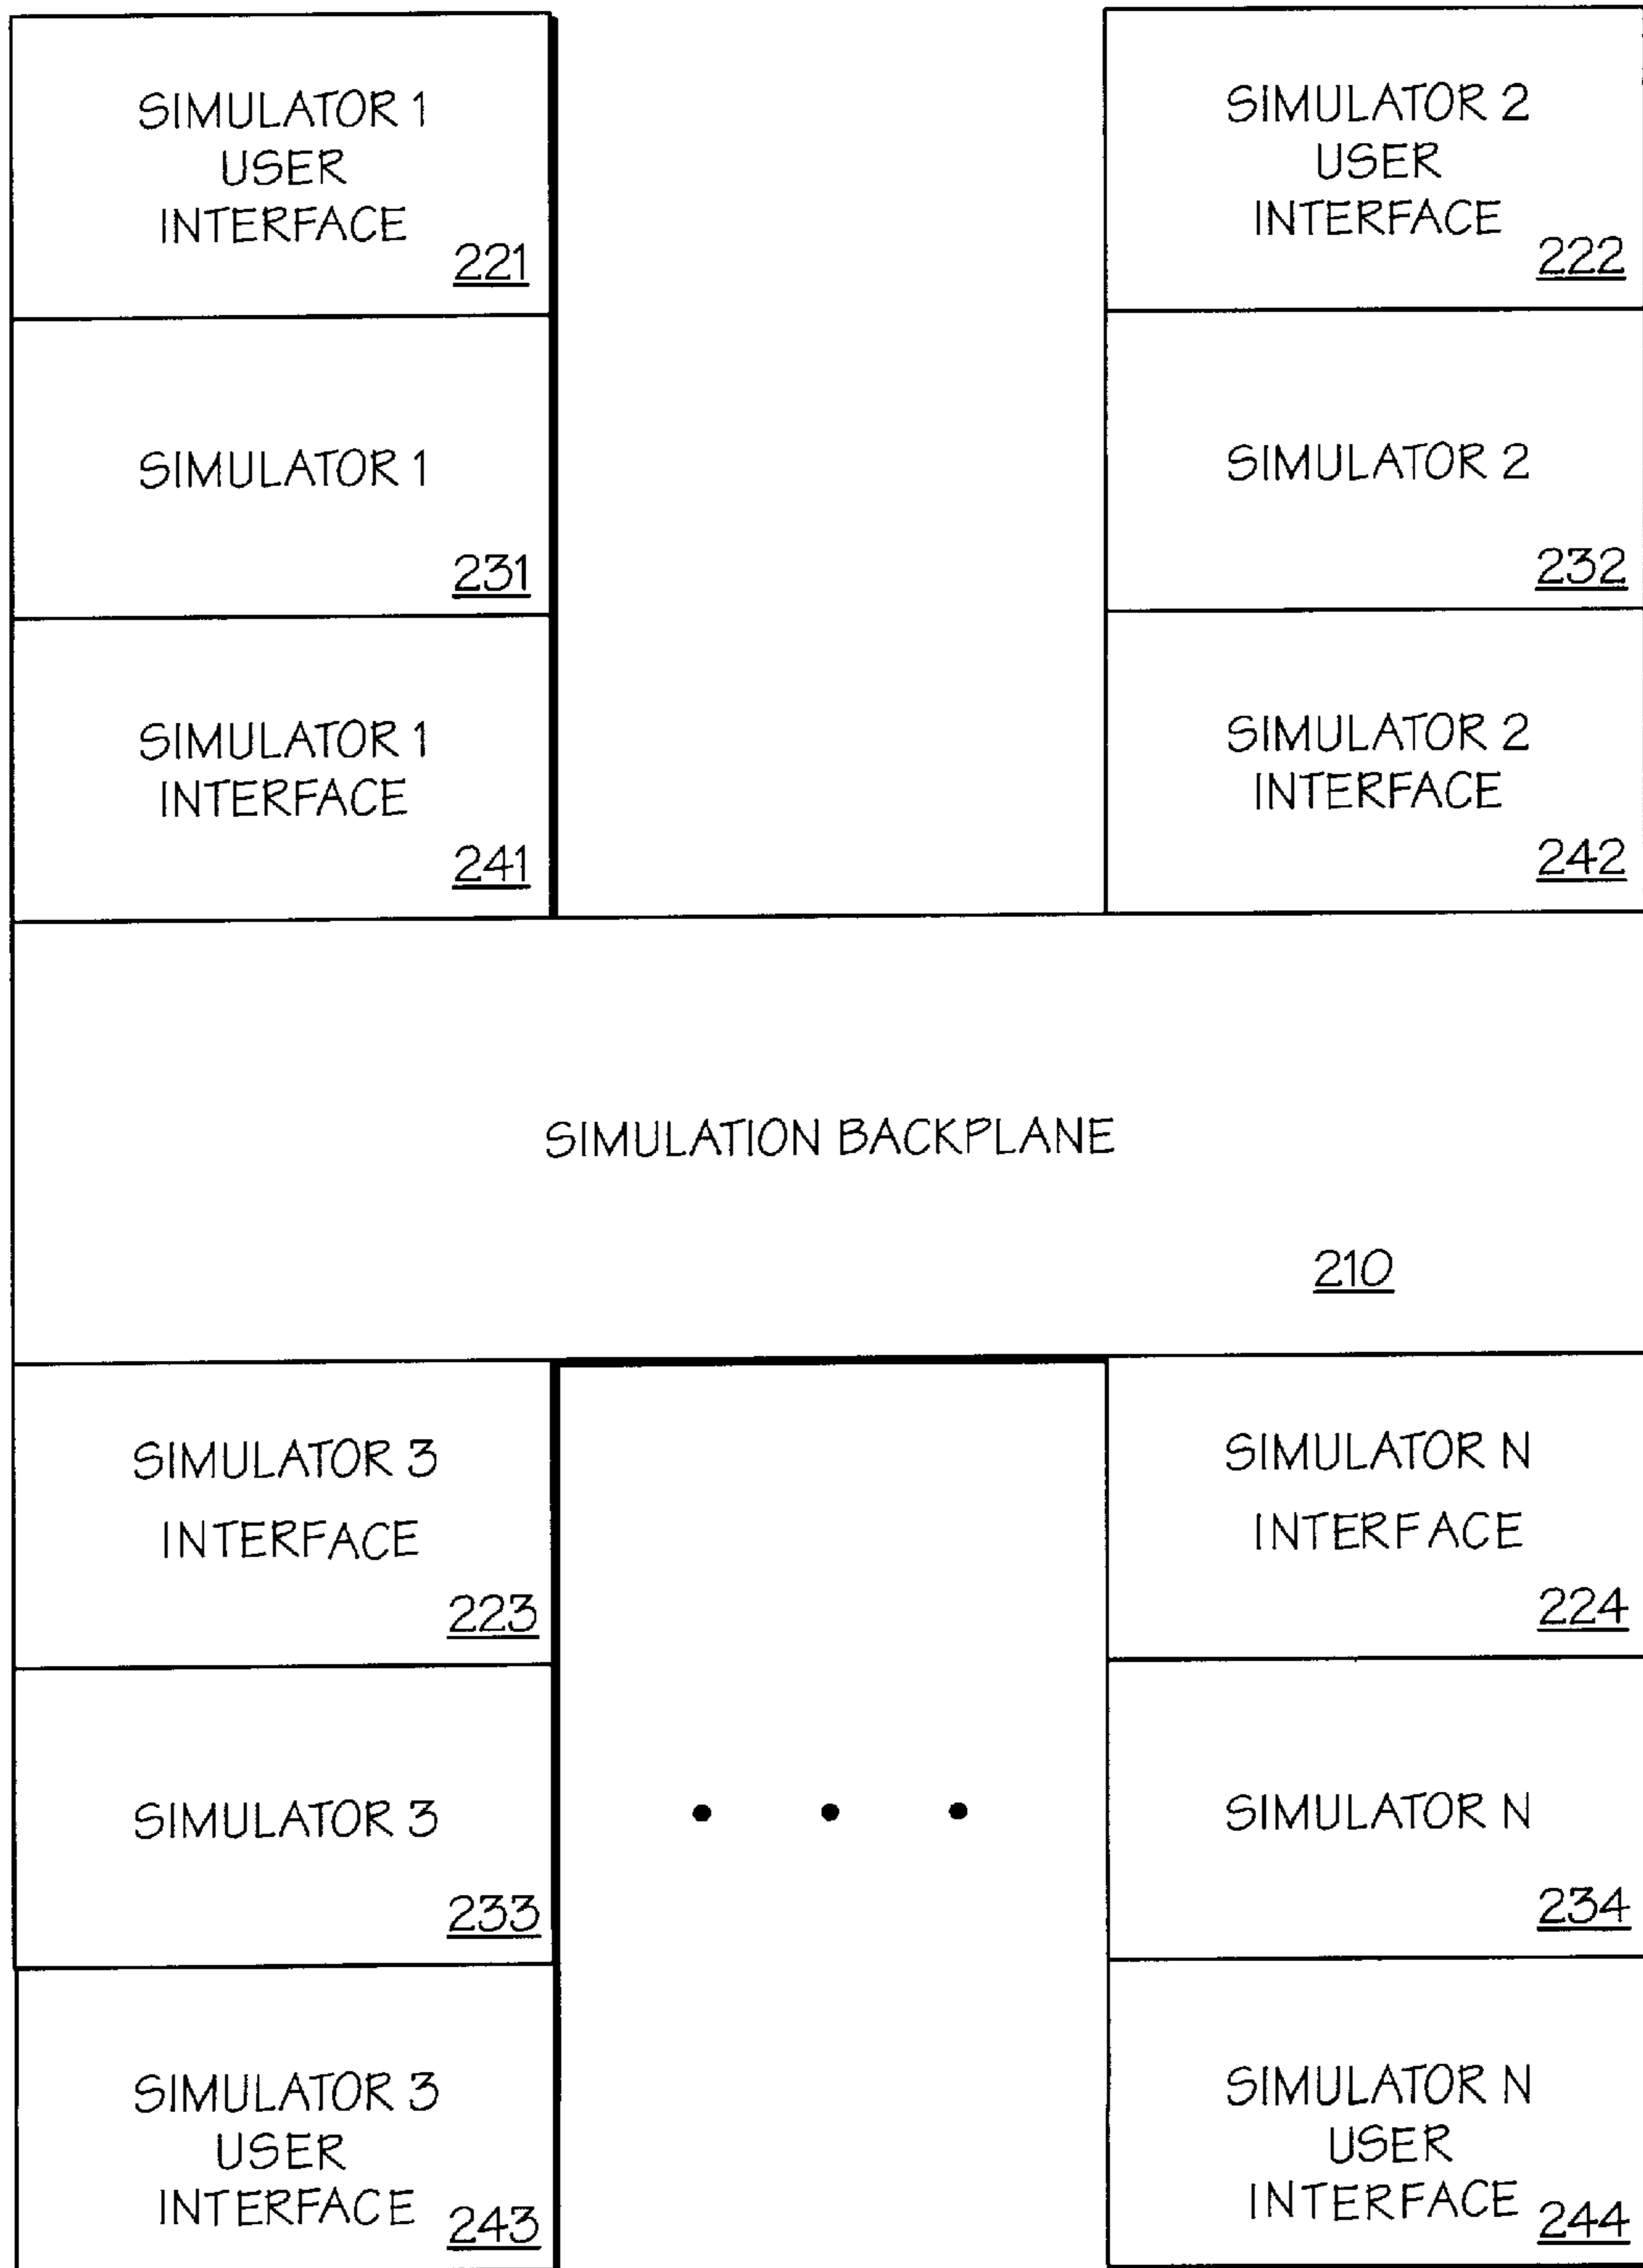 SIMULATOR 1
USER
INTERFACE
221
SIMULATOR 1
231
SIMULATOR 1
INTERFACE
241
SIMULATOR 2
USER
INTERFACE
222
SIMULATOR 2
232
SIMULATOR 2
INTERFACE
242
SIMULATION BACKPLANE
210
SIMULATOR 3
INTERFACE
223
SIMULATOR 3
233
SIMULATOR 3
USER
INTERFACE
243
SIMULATOR N
INTERFACE
224
SIMULATOR N
234
SIMULATOR N
USER
INTERFACE
244